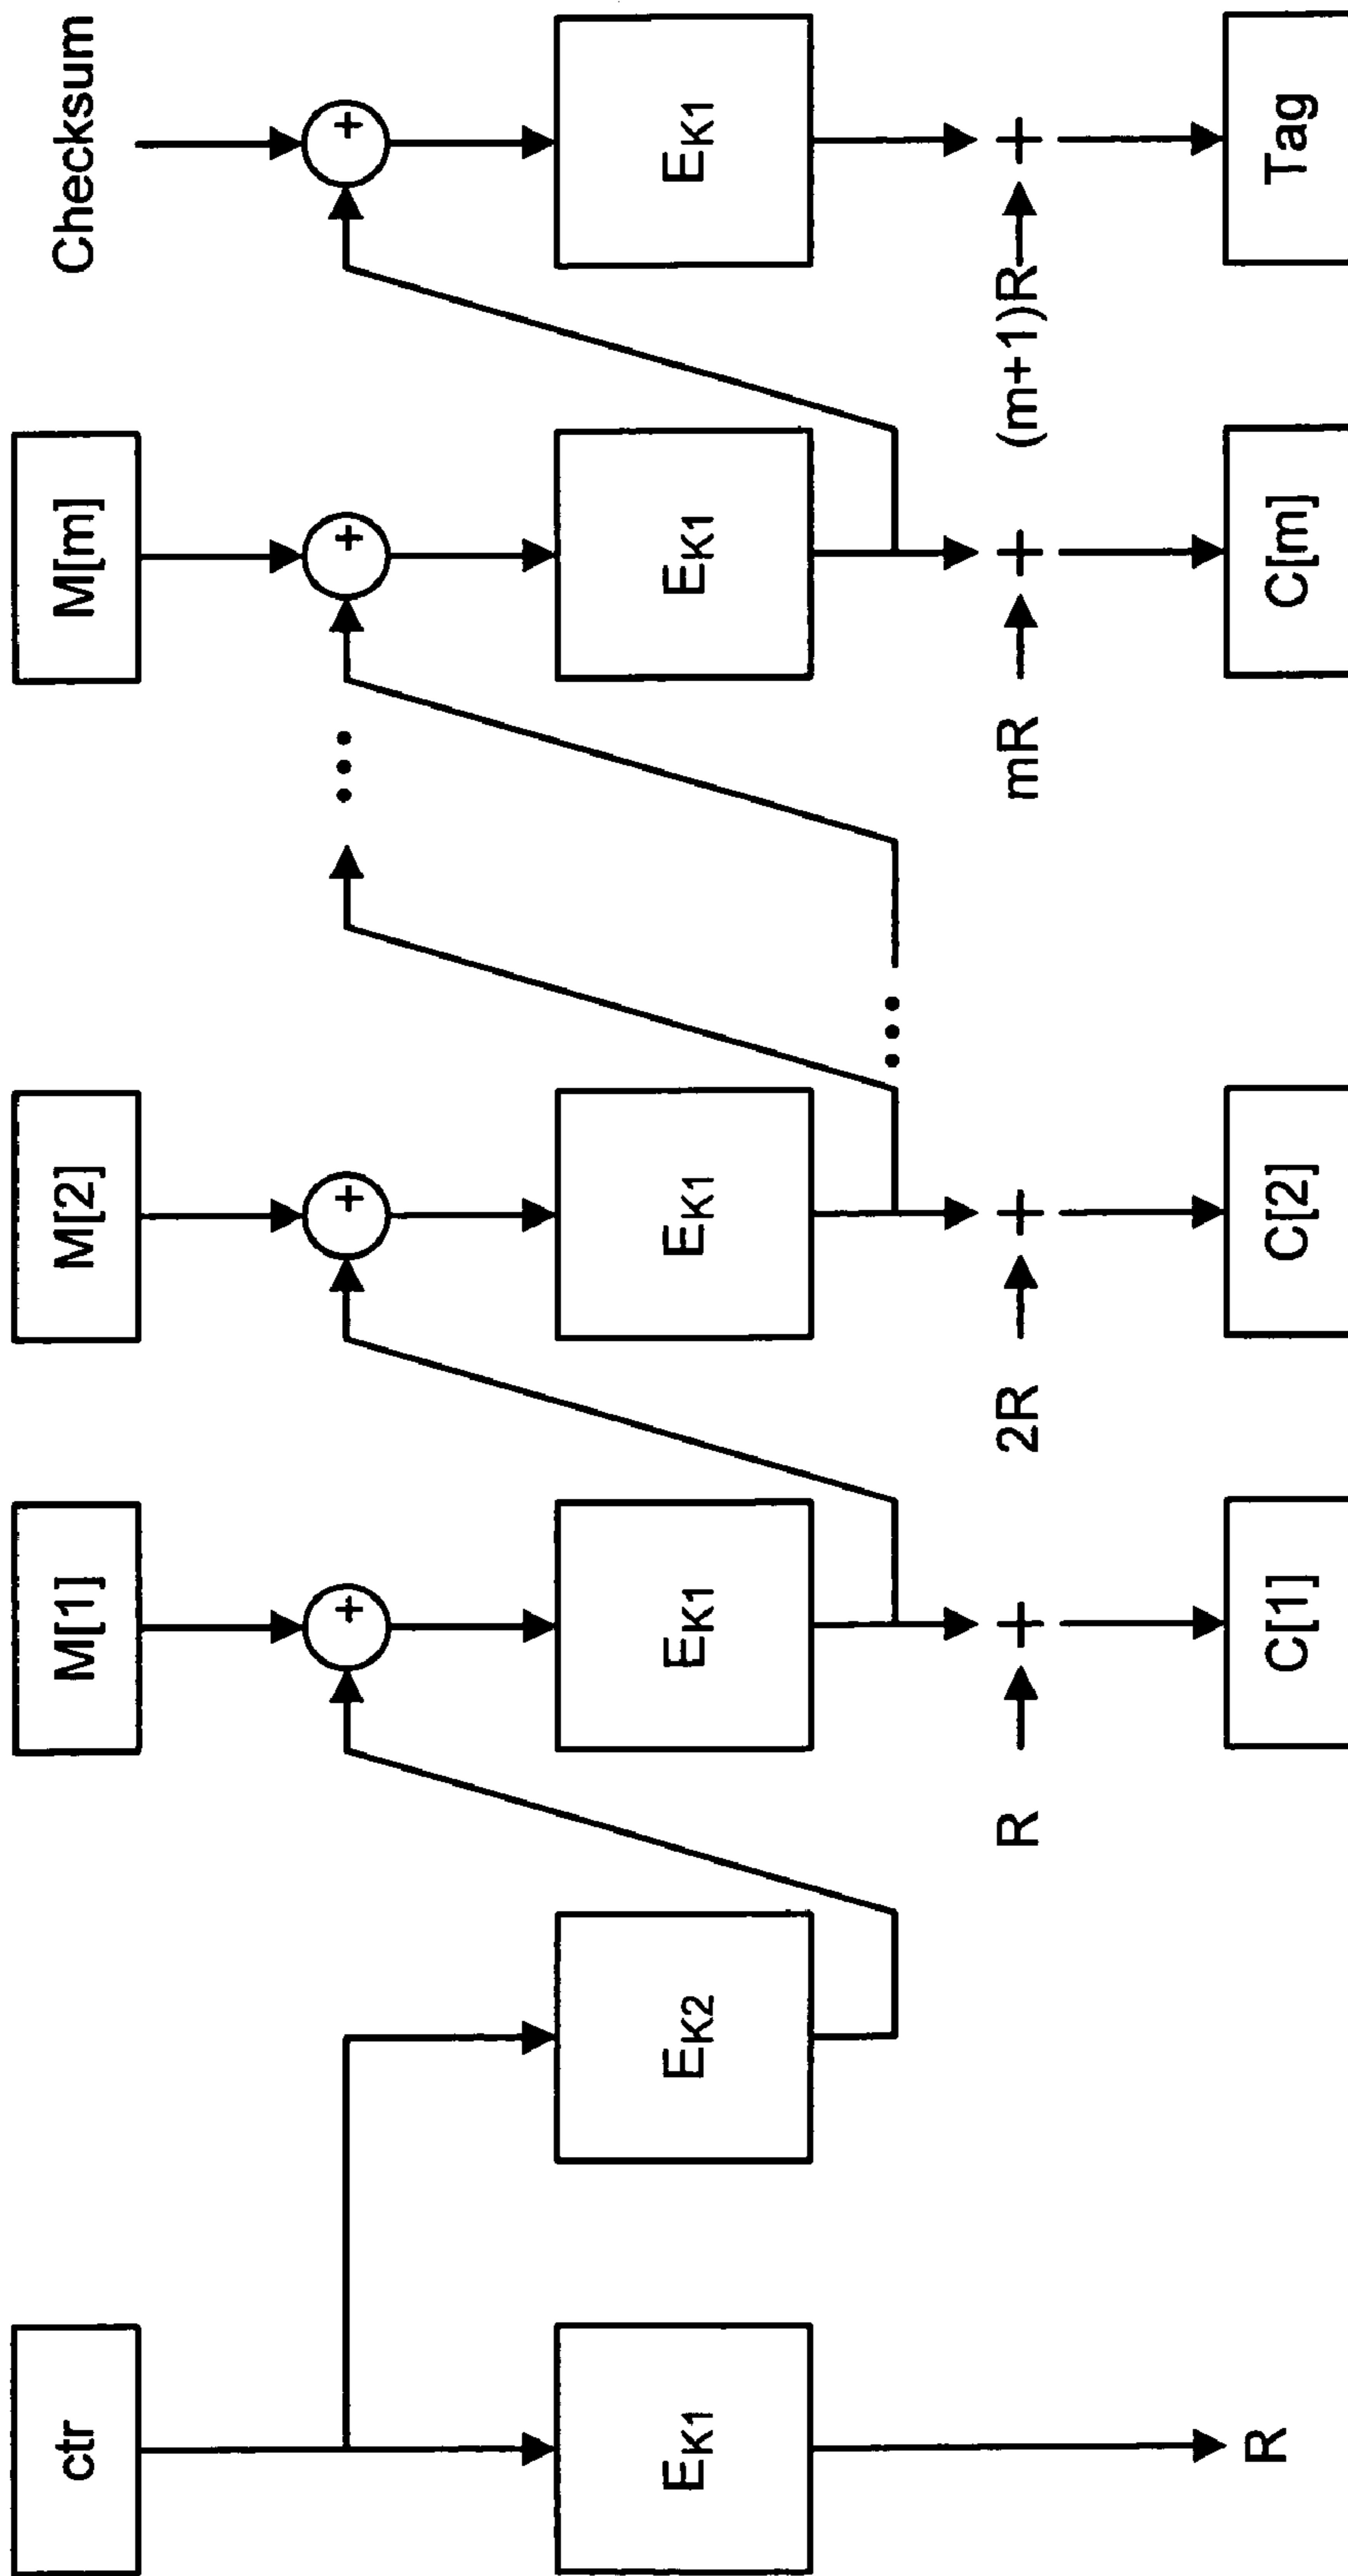 ctr
M[1]
M[2]
M[m]
Checksum
+
+
+
+
EK1
EK2
EK1
EK1
EK1
EK1
R
+
2R
+
mR
+
(m+1)R
+
R
C[1]
C[2]
C[m]
Tag